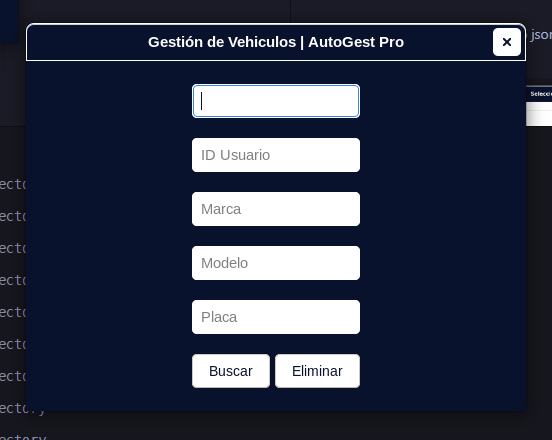 Gestión de Vehiculos | AutoGest Pro
json
Selecci
ID Usuario
ecto
Marca
ecto
ecto
Modelo
ecto
ecto
Placa
ecto
Buscar Eliminar
ecto
ectory
ectory